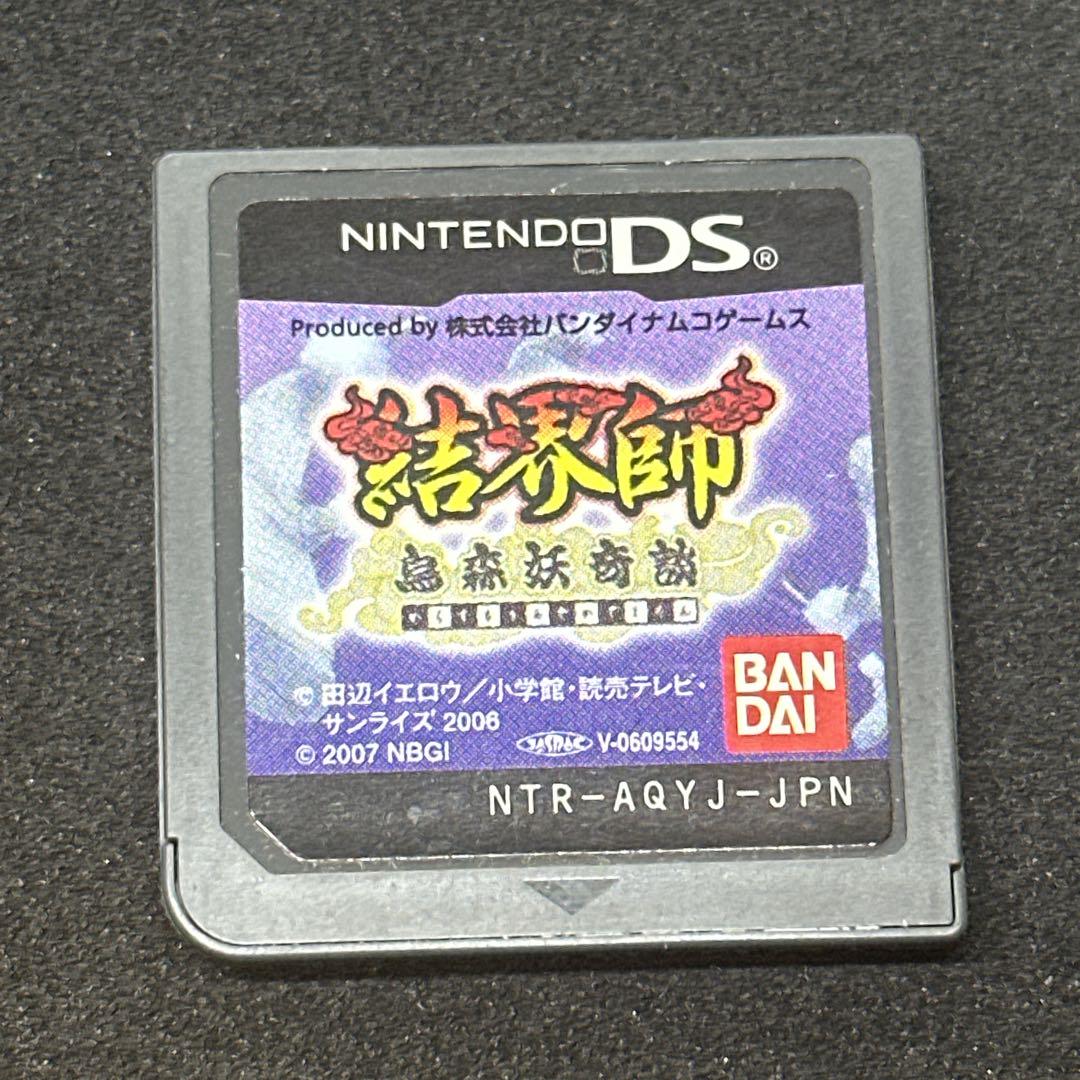 NINTENDO DS®
Produced by 株式会社バンダイナムコゲームス
結界師
烏森妖奇談
© 田辺イエロウ／小学館・読売テレビ・
サンライズ 2006
© 2007 NBGI
V-0609554
BAN
DAI
NTR-AQYJ-JPN